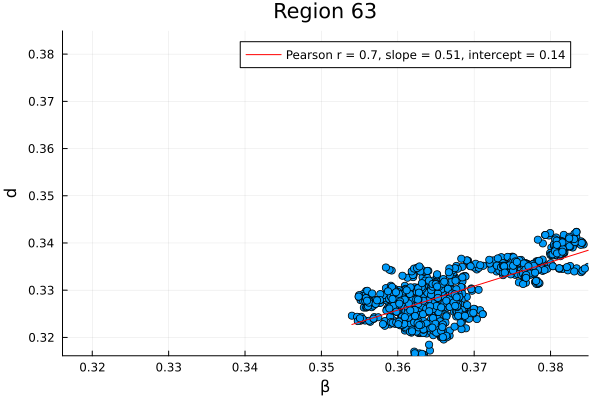 Region 63
Pearson r = 0.7, slope = 0.51, intercept = 0.14
d
0.38
0.37
0.36
0.35
0.34
0.33
0.32
0.32 0.33 0.34 0.35 0.36 0.37 0.38
β